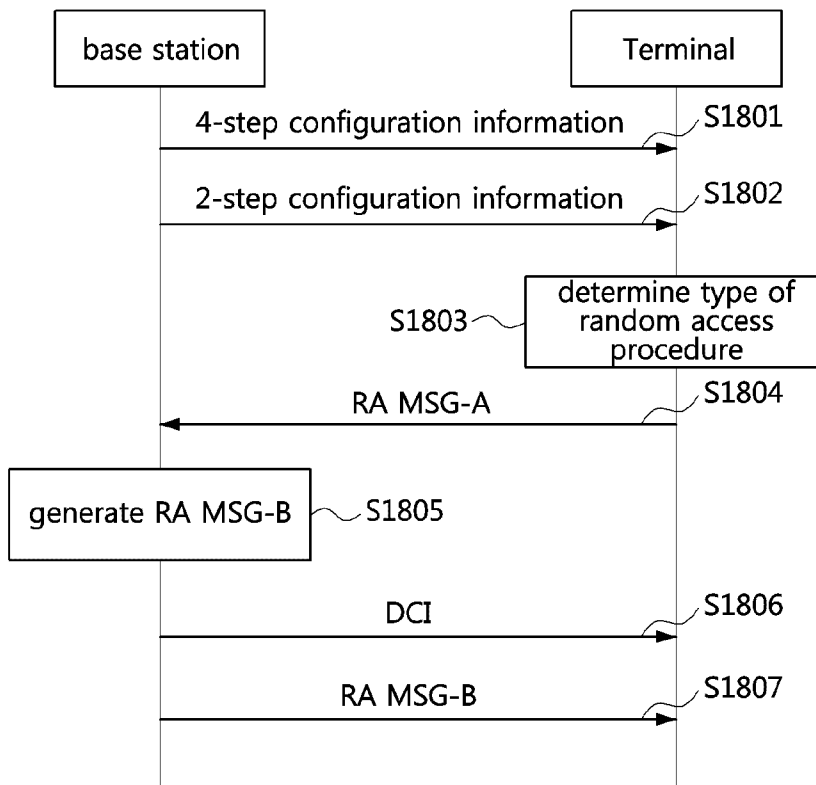 base station
Terminal
4-step configuration information
S1801
2-step configuration information
S1802
determine type of
random access
procedure
S1803
RA MSG-A
S1804
generate RA MSG-B
S1805
DCI
S1806
RA MSG-B
S1807